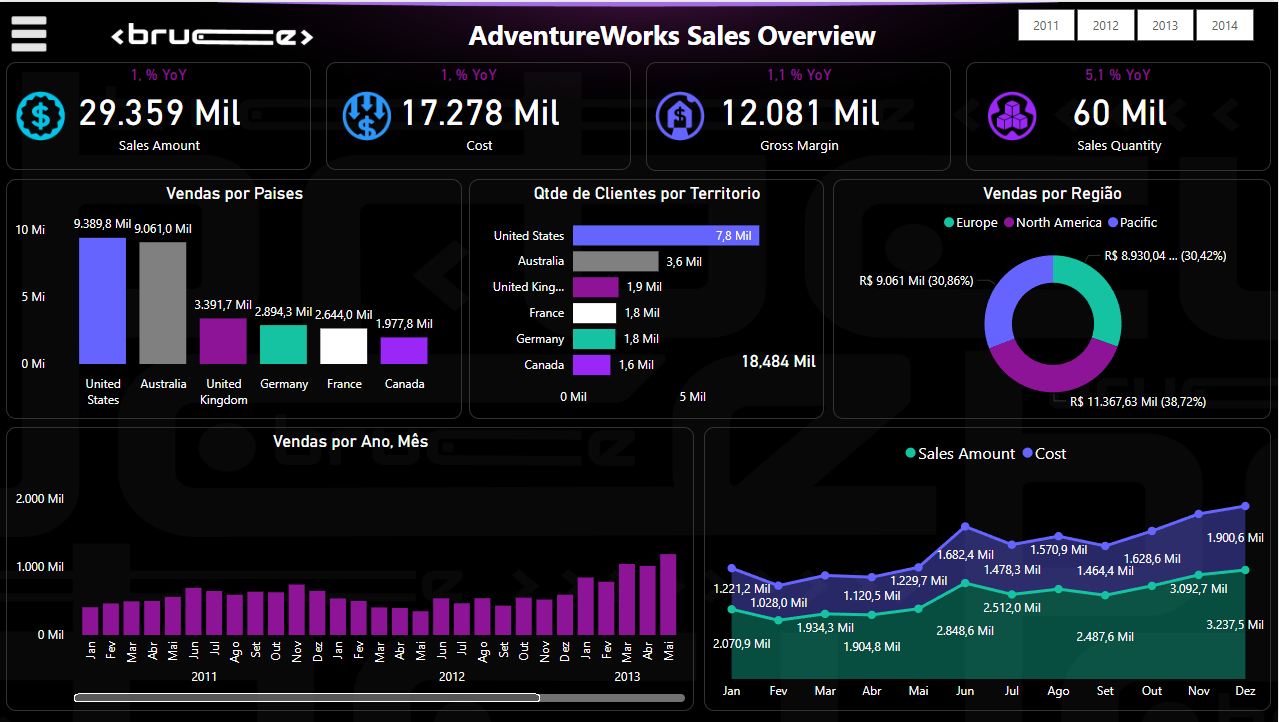 <bruccce>
AdventureWorks Sales Overview
2011 2012 2013 2014
1, % YoY
29.359 Mil
Sales Amount
1, % YoY
17.278 Mil
Cost
1,1 % YoY
12.081 Mil
Gross Margin
5,1 % YoY
60 Mil
Sales Quantity
Vendas por Paises
10 Mi
5 Mi
0 Mi
9.389,8 Mil
9.061,0 Mil
3.391,7 Mil
2.894,3 Mil
2.644,0 Mil
1.977,8 Mil
United States
Australia
United Kingdom
Germany
France
Canada
Qtde de Clientes por Territorio
United States 7,8 Mil
Australia 3,6 Mil
United King... 1,9 Mil
France 1,8 Mil
Germany 1,8 Mil
Canada 1,6 Mil
18,484 Mil
0 Mil 5 Mil
Vendas por Região
Europe North America Pacific
R$ 8.930,04 ... (30,42%)
R$ 9.061 Mil (30,86%)
R$ 11.367,63 Mil (38,72%)
Vendas por Ano, Mês
2.000 Mil
1.000 Mil
0 Mil
Jan Fev Mar Abr Mai Jun Jul Ago Set Out Nov Dez Jan Fev Mar Abr Mai Jun Jul Ago Set Out Nov Dez Jan Fev Mar Abr Mai
2011 2012 2013
Sales Amount Cost
1.221,2 Mil
1.028,0 Mil
1.120,5 Mil
1.229,7 Mil
1.682,4 Mil
1.478,3 Mil
1.570,9 Mil
1.464,4 Mil
1.628,6 Mil
1.900,6 Mil
2.070,9 Mil
1.934,3 Mil
1.904,8 Mil
2.848,6 Mil
2.512,0 Mil
2.487,6 Mil
3.092,7 Mil
3.237,5 Mil
Jan Fev Mar Abr Mai Jun Jul Ago Set Out Nov Dez